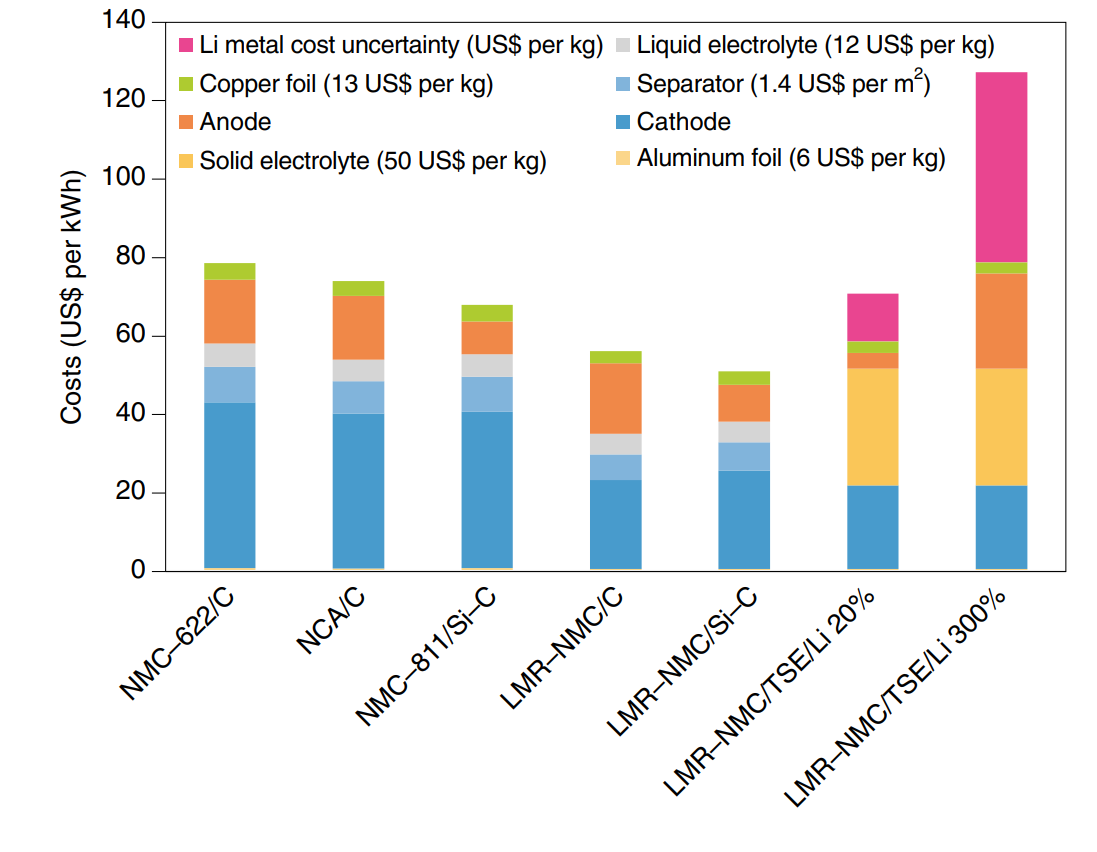 140
120
100
80
60
40
20
0
Costs (US$ per kWh)
Li metal cost uncertainty (US$ per kg)
Liquid electrolyte (12 US$ per kg)
Copper foil (13 US$ per kg)
Separator (1.4 US$ per m²)
Anode
Cathode
Solid electrolyte (50 US$ per kg)
Aluminum foil (6 US$ per kg)
NMC–622/C
NCA/C
NMC–811/Si–C
LMR–NMC/C
LMR–NMC/Si–C
LMR–NMC/TSE/Li 20%
LMR–NMC/TSE/Li 300%